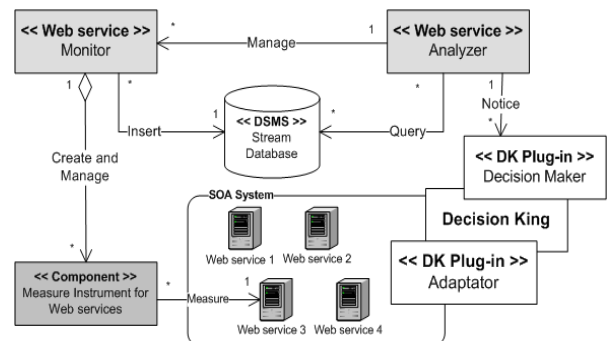 << Web service >>
Monitor
*
Manage
1
<< Web service >>
Analyzer
1
*
Insert
1
<< DSMS >>
Stream
Database
*
Query
*
1
Notice
*
Create and
Manage
<< DK Plug-in >>
Decision Maker
Decision King
<< DK Plug-in >>
Adaptator
SOA System
Web service 1
Web service 2
Web service 3
Web service 4
*
<< Component >>
Measure Instrument for
Web services
*
Measure
1